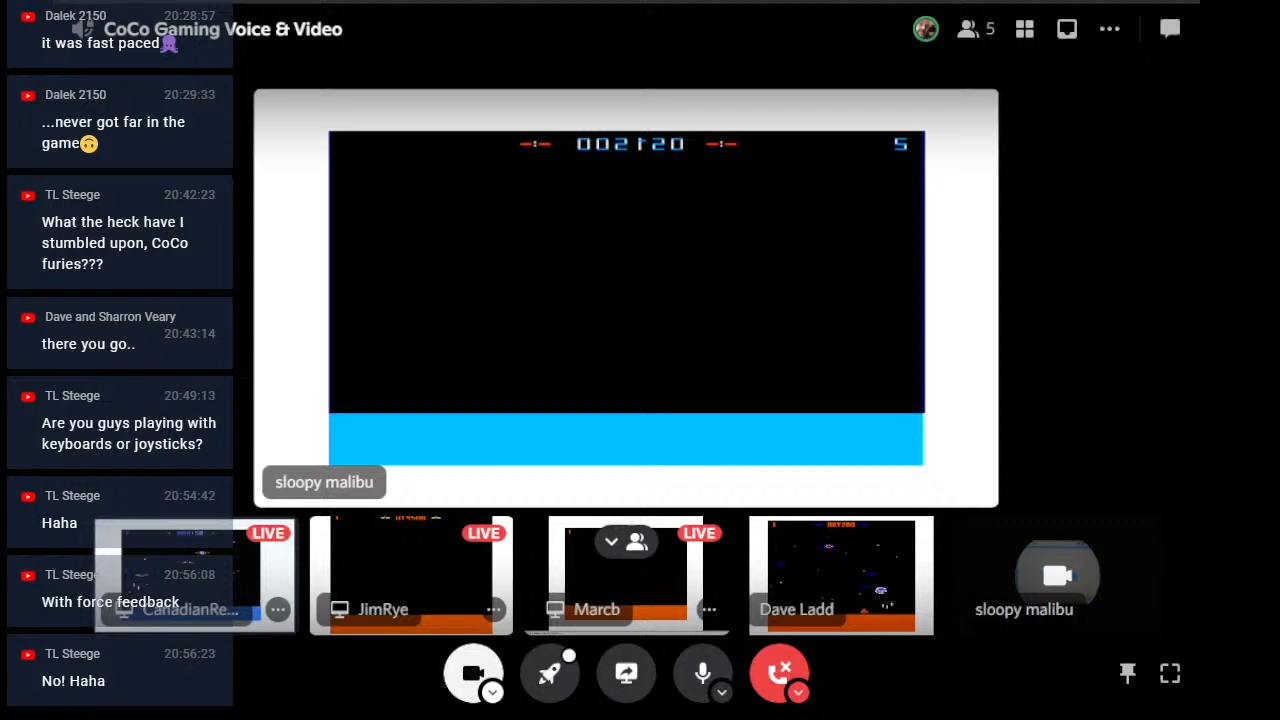 Dalek 2150 20:28:57
it was fast paced
CoCo Gaming Voice & Video
5
Dalek 2150 20:29:33
...never got far in the
game
TL Steege 20:42:23
What the heck have I
stumbled upon, CoCo
furies???
Dave and Sharron Veary
20:43:14
there you go..
TL Steege 20:49:13
Are you guys playing with
keyboards or joysticks?
TL Steege 20:54:42
Haha
TL Steege 20:56:08
With force feedback
TL Steege 20:56:23
No! Haha
002120 5
sloopy malibu
LIVE
CanadianRe...
LIVE
JimRye
LIVE
Marcb
Dave Ladd
sloopy malibu